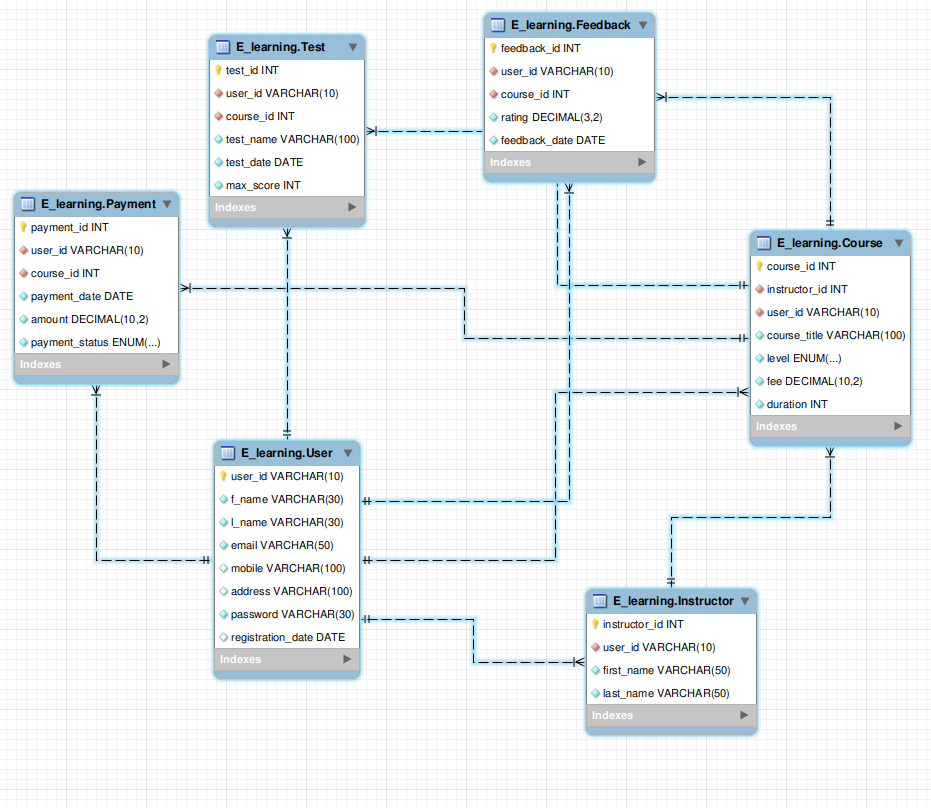 E_learning.Test
test_id INT
user_id VARCHAR(10)
course_id INT
test_name VARCHAR(100)
test_date DATE
max_score INT
Indexes
E_learning.Feedback
feedback_id INT
user_id VARCHAR(10)
course_id INT
rating DECIMAL(3,2)
feedback_date DATE
Indexes
E_learning.Payment
payment_id INT
user_id VARCHAR(10)
course_id INT
payment_date DATE
amount DECIMAL(10,2)
payment_status ENUM(...)
Indexes
E_learning.Course
course_id INT
instructor_id INT
user_id VARCHAR(10)
course_title VARCHAR(100)
level ENUM(...)
fee DECIMAL(10,2)
duration INT
Indexes
E_learning.User
user_id VARCHAR(10)
f_name VARCHAR(30)
l_name VARCHAR(30)
email VARCHAR(50)
mobile VARCHAR(100)
address VARCHAR(100)
password VARCHAR(30)
registration_date DATE
Indexes
E_learning.Instructor
instructor_id INT
user_id VARCHAR(10)
first_name VARCHAR(50)
last_name VARCHAR(50)
Indexes